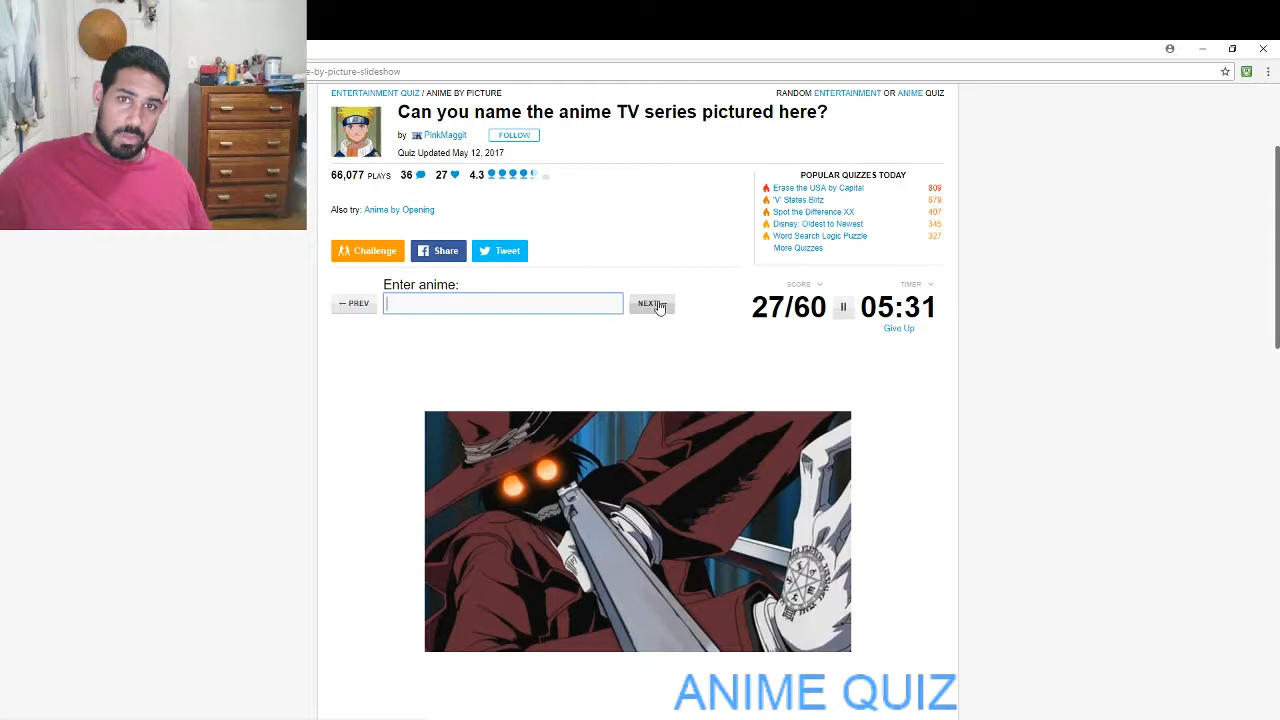 e-by-picture-slideshow
ENTERTAINMENT QUIZ / ANIME BY PICTURE
RANDOM ENTERTAINMENT OR ANIME QUIZ
Can you name the anime TV series pictured here?
by PinkMaggit FOLLOW
Quiz Updated May 12, 2017
66,077 PLAYS 36 27 4.3
POPULAR QUIZZES TODAY
Erase the USA by Capital 809
'V' States Blitz 679
Spot the Difference XX 407
Disney: Oldest to Newest 345
Word Search Logic Puzzle 327
More Quizzes
Also try: Anime by Opening
Challenge Share Tweet
Enter anime:
← PREV NEXT
SCORE TIMER
27/60 05:31
Give Up
ANIME QUIZ